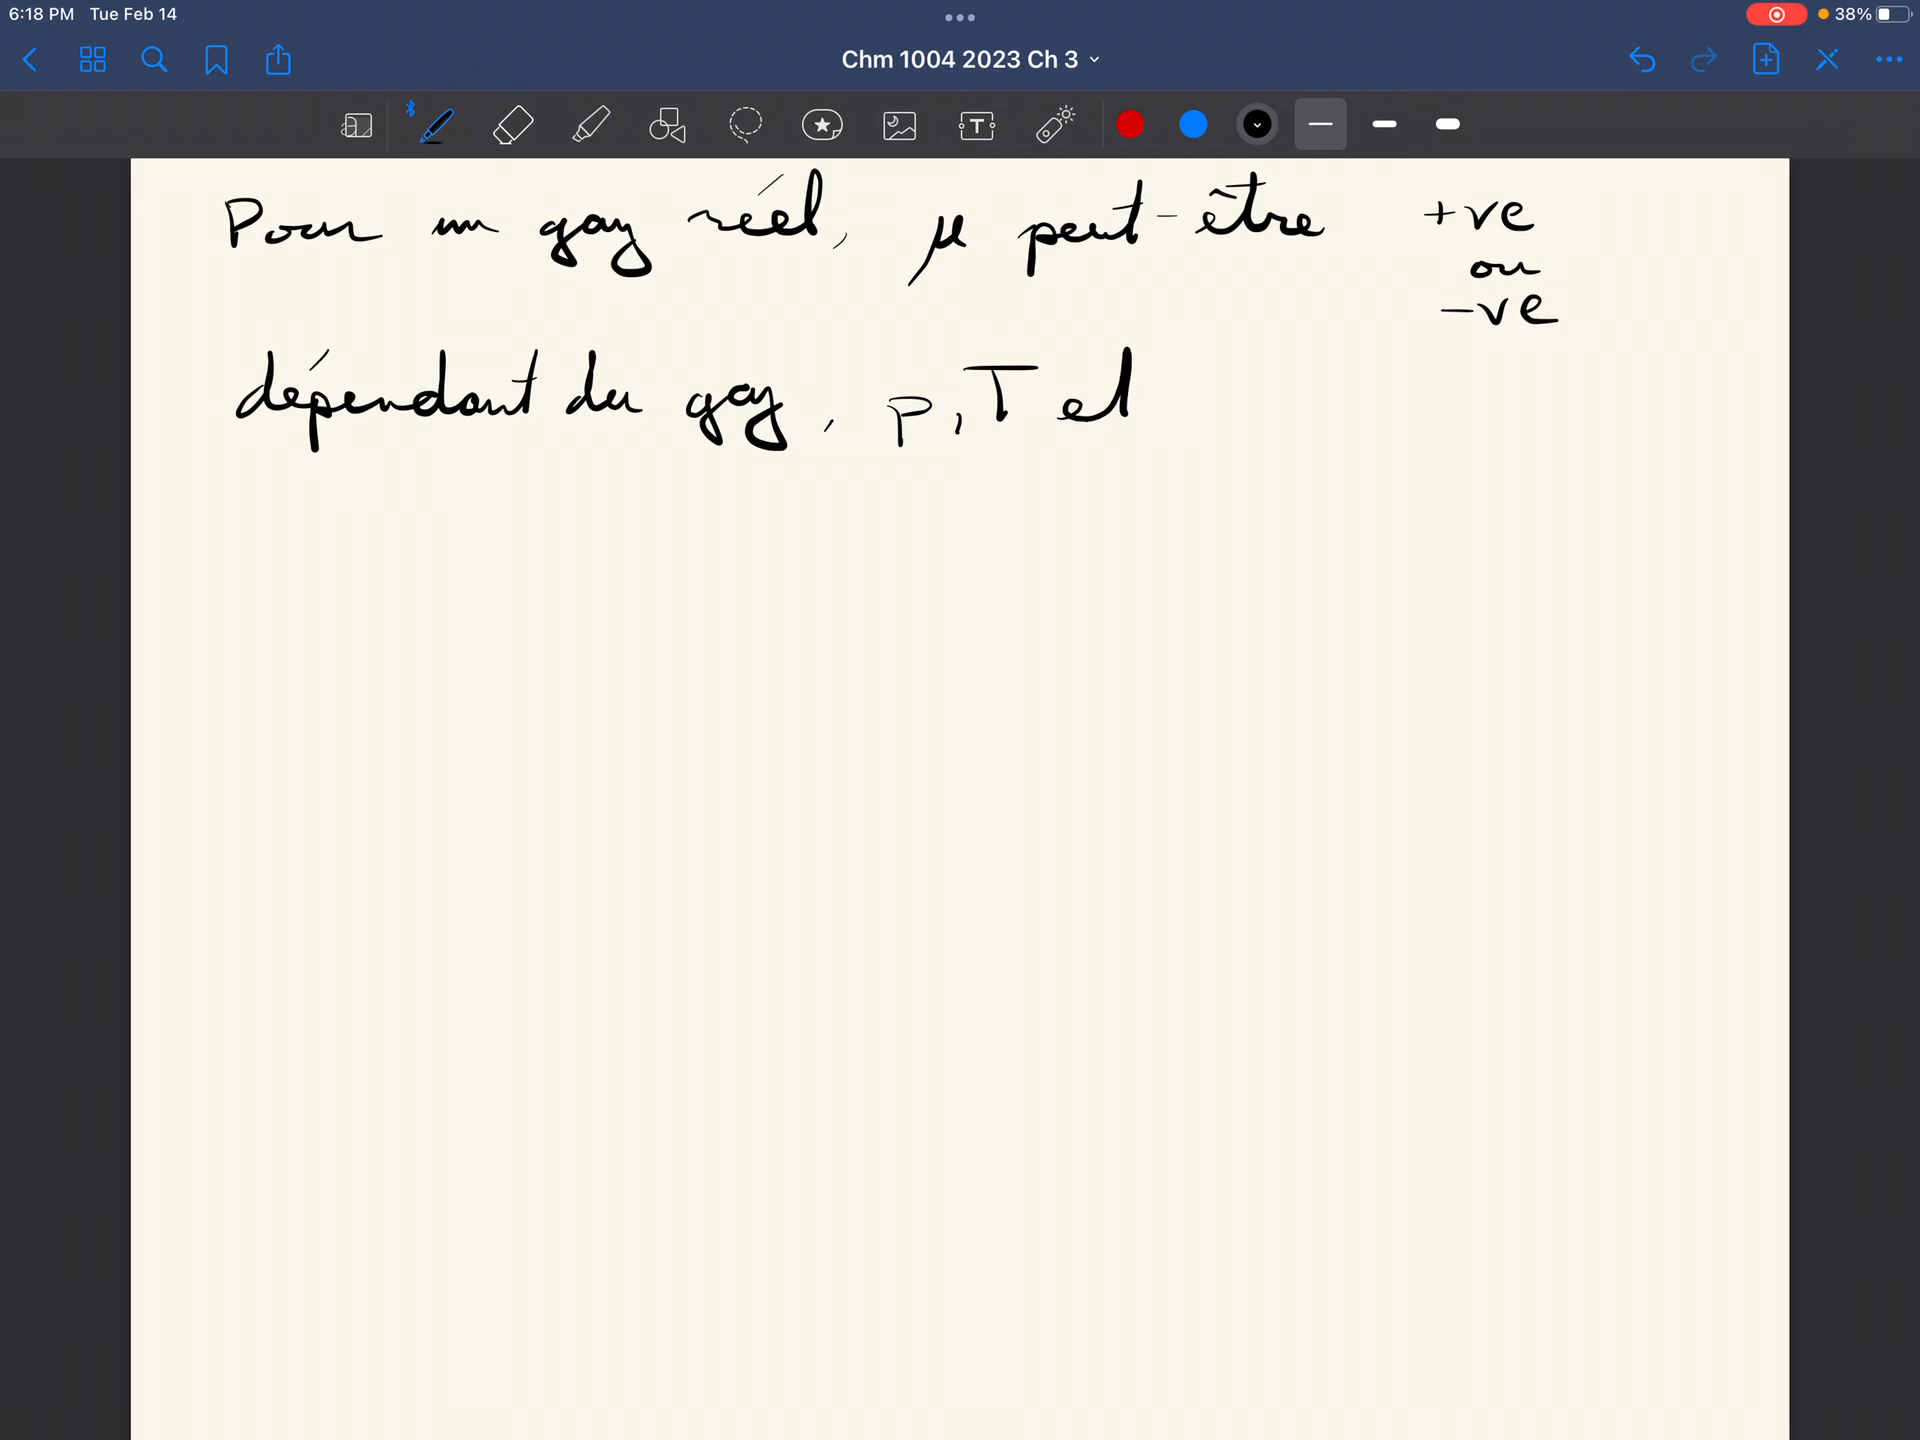 6:18 PM Tue Feb 14
38%
Chm 1004 2023 Ch 3
Pour un gaz réel, μ peut-être +ve
ou
-ve
dépendant du gaz, P, T et